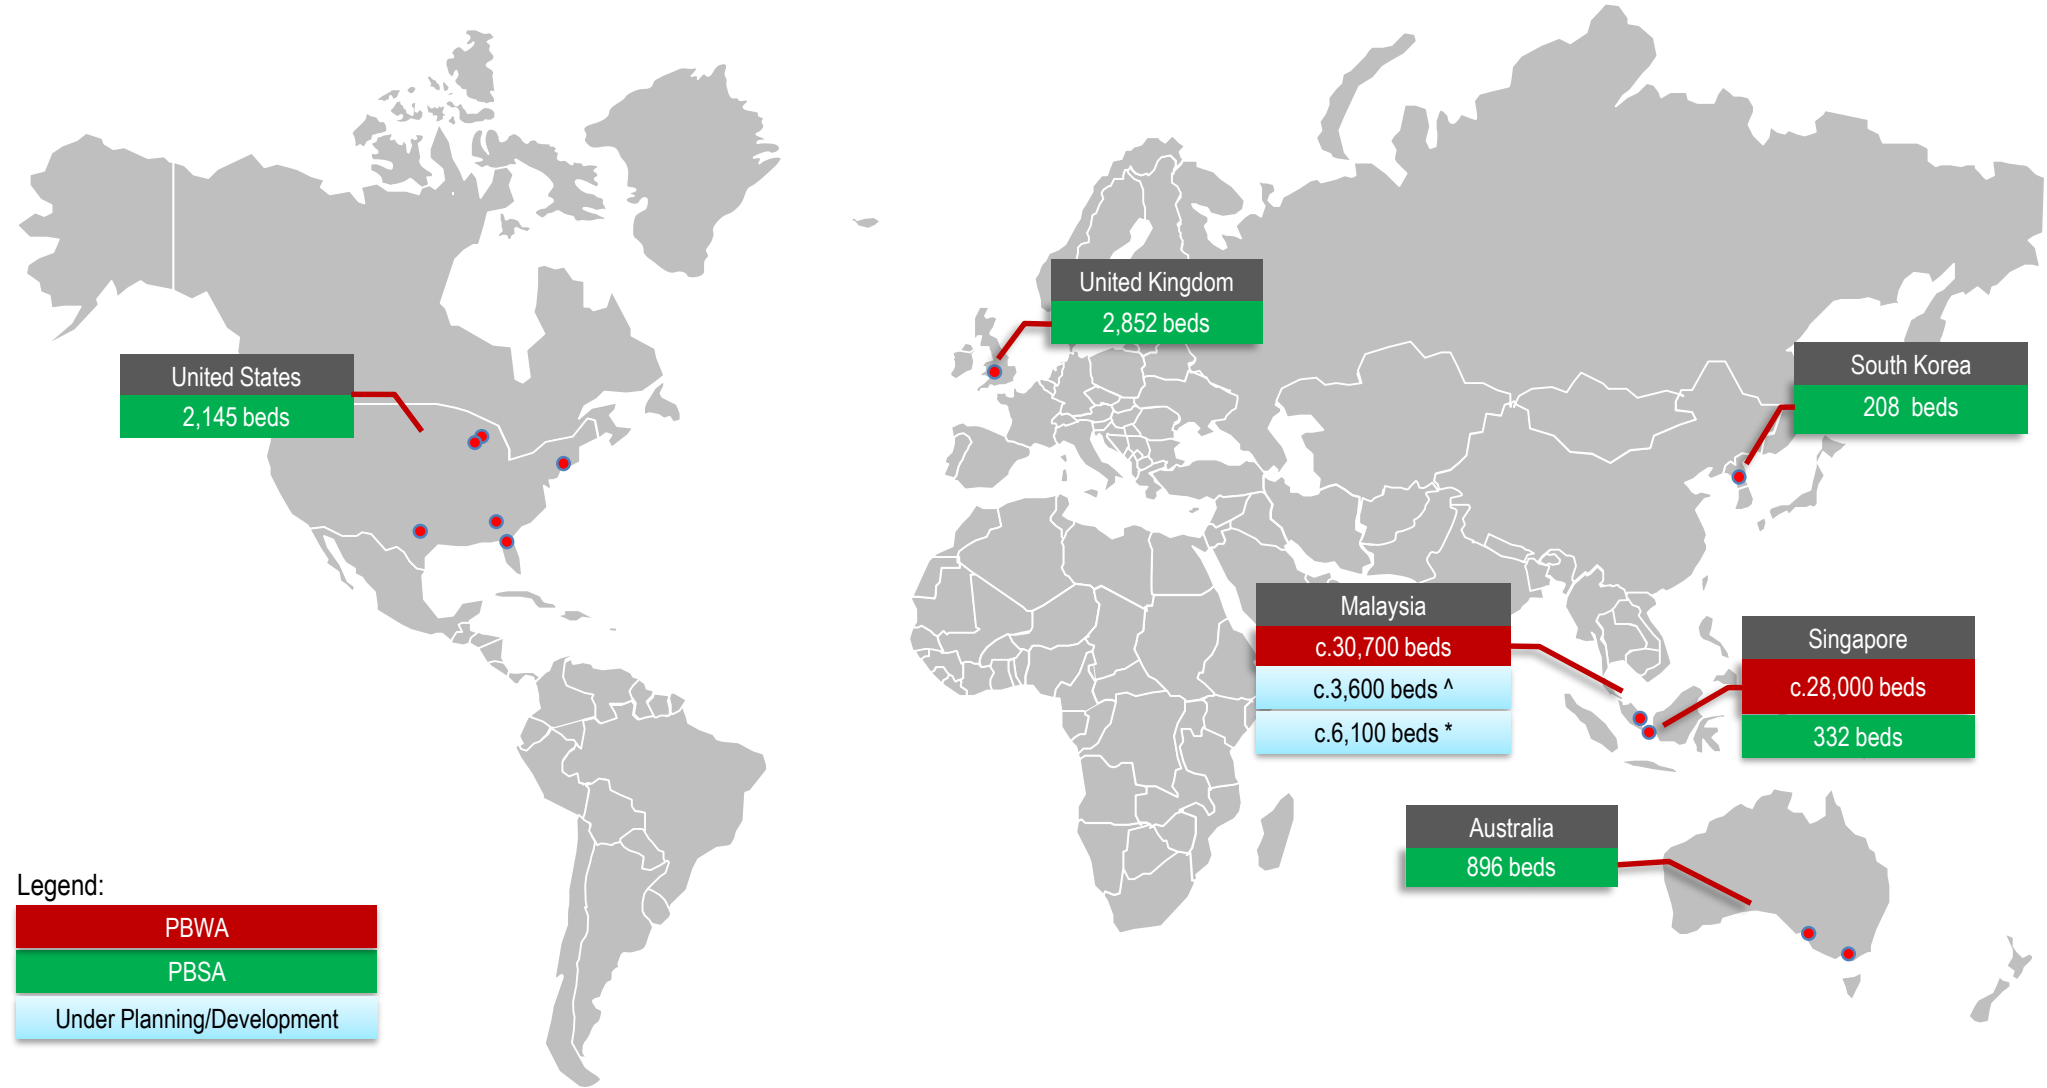 United Kingdom
2,852 beds
United States
2,145 beds
South Korea
208 beds
Malaysia
c.30,700 beds
c.3,600 beds ^
c.6,100 beds *
Singapore
c.28,000 beds
332 beds
Australia
896 beds
Legend:
PBWA
PBSA
Under Planning/Development